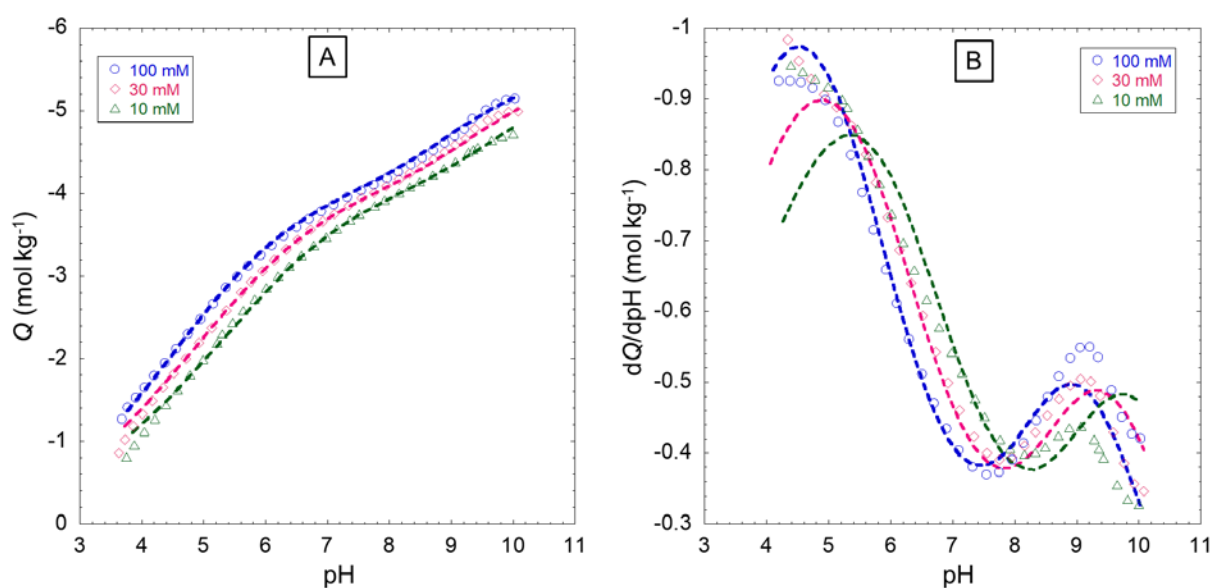 A
100 mM
30 mM
10 mM
Q (mol kg⁻¹)
-6
-5
-4
-3
-2
-1
0
3 4 5 6 7 8 9 10 11
pH
B
100 mM
30 mM
10 mM
dQ/dpH (mol kg⁻¹)
-1
-0.9
-0.8
-0.7
-0.6
-0.5
-0.4
-0.3
3 4 5 6 7 8 9 10 11
pH